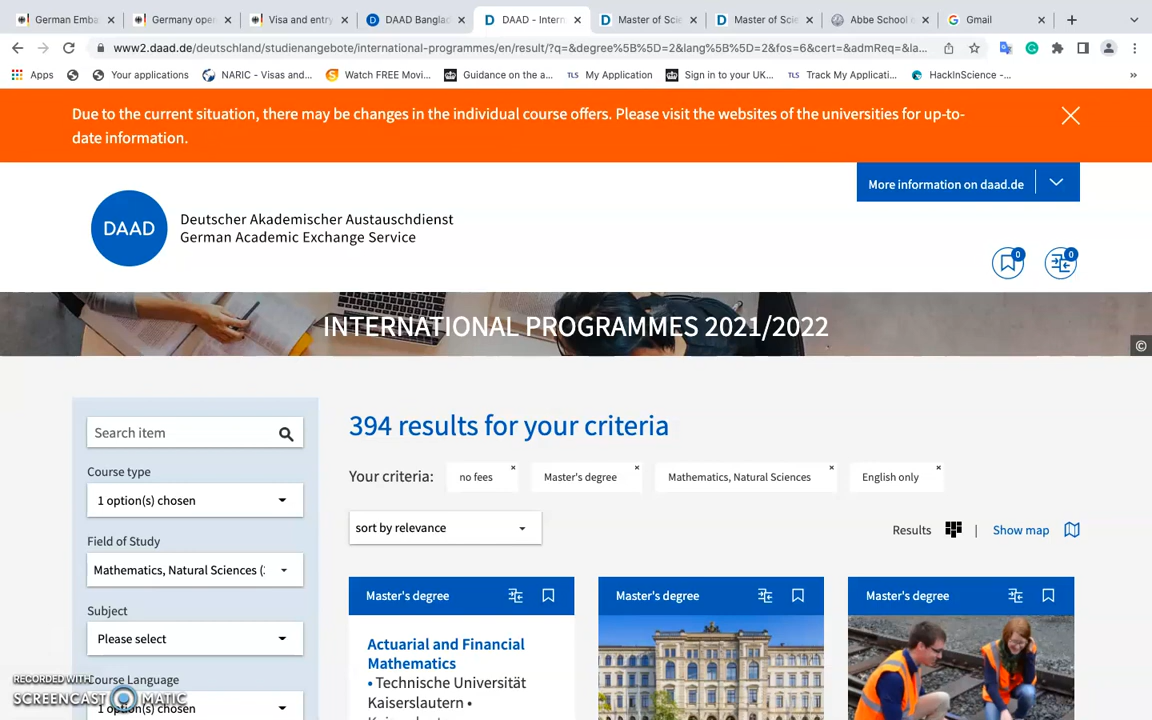 German Emba
Germany open
Visa and entry
DAAD Banglad
DAAD - Intern
Master of Scie
Master of Scie
Abbe School o
Gmail
www2.daad.de/deutschland/studienangebote/international-programmes/en/result/?q=&degree%5B%5D=2&lang%5B%5D=2&fos=6&cert=&admReq=&la...
Apps
Your applications
NARIC - Visas and...
Watch FREE Movi...
Guidance on the a...
TLS My Application
Sign in to your UK...
TLS Track My Applicati...
HackInScience -...
Due to the current situation, there may be changes in the individual course offers. Please visit the websites of the universities for up-to-
date information.
More information on daad.de
DAAD
Deutscher Akademischer Austauschdienst
German Academic Exchange Service
0
0
INTERNATIONAL PROGRAMMES 2021/2022
©
Search item
Course type
1 option(s) chosen
Field of Study
Mathematics, Natural Sciences (
Subject
Please select
Course Language
1 option(s) chosen
394 results for your criteria
Your criteria: no fees Master's degree Mathematics, Natural Sciences English only
sort by relevance
Results | Show map
Master's degree
Master's degree
Master's degree
Actuarial and Financial
Mathematics
• Technische Universität
Kaiserslautern •
RECORDED WITH
SCREENCAST MATIC